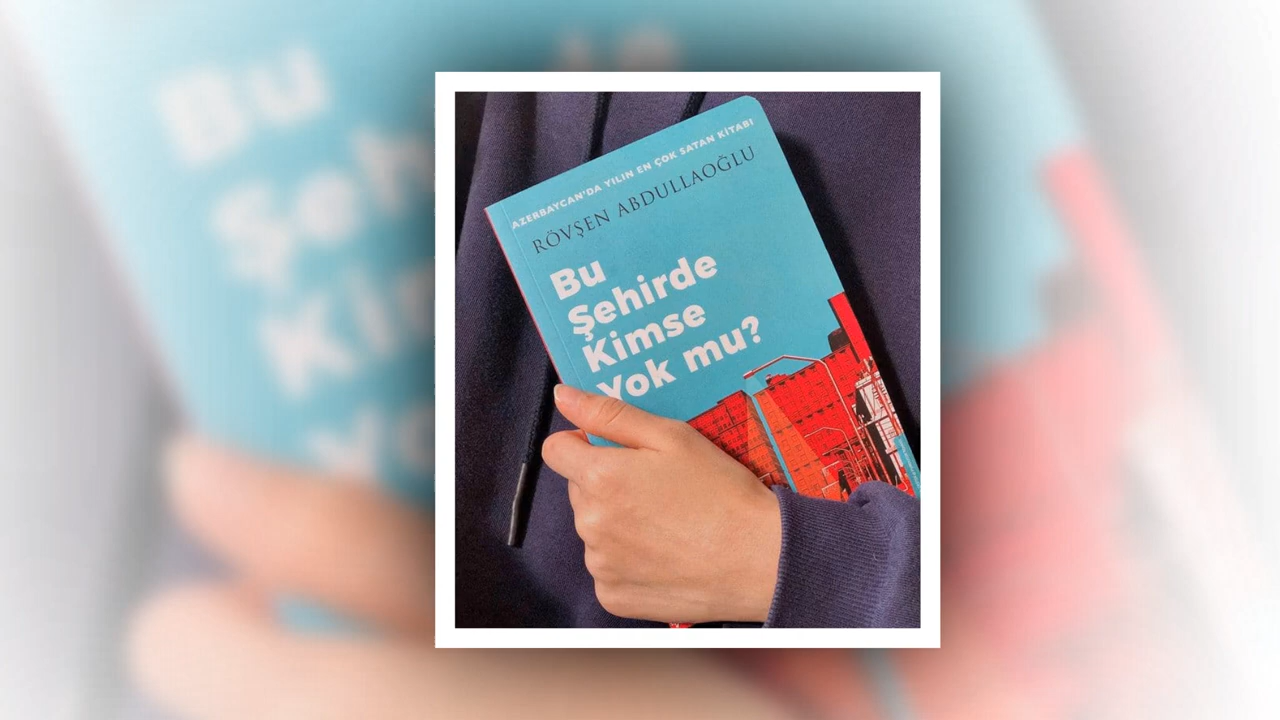 AZERBAYCAN'DA YILIN EN ÇOK SATAN KİTABI
RÖVŞEN ABDULLAOĞLU
Bu
Şehirde
Kimse
Yok mu?